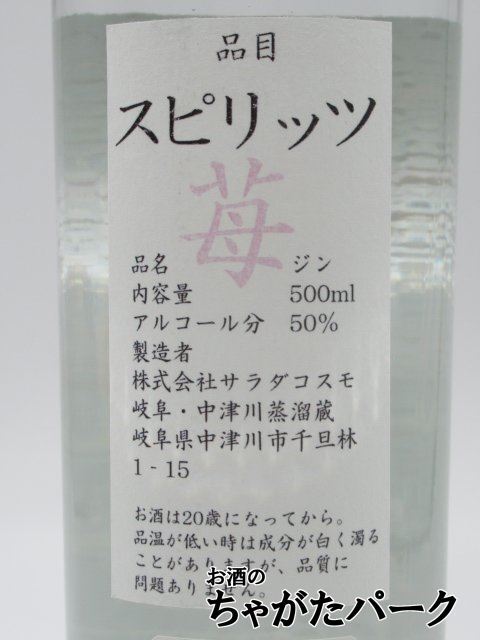 品目
スピリッツ
苺
品名 ジン
内容量 500ml
アルコール分 50%
製造者
株式会社サラダコスモ
岐阜・中津川蒸溜蔵
岐阜県中津川市千旦林
1-15
お酒は20歳になってから。
品温が低い時は成分が白く濁る
ことがありますが、品質に
問題ありません。
お酒の
ちゃがたパーク